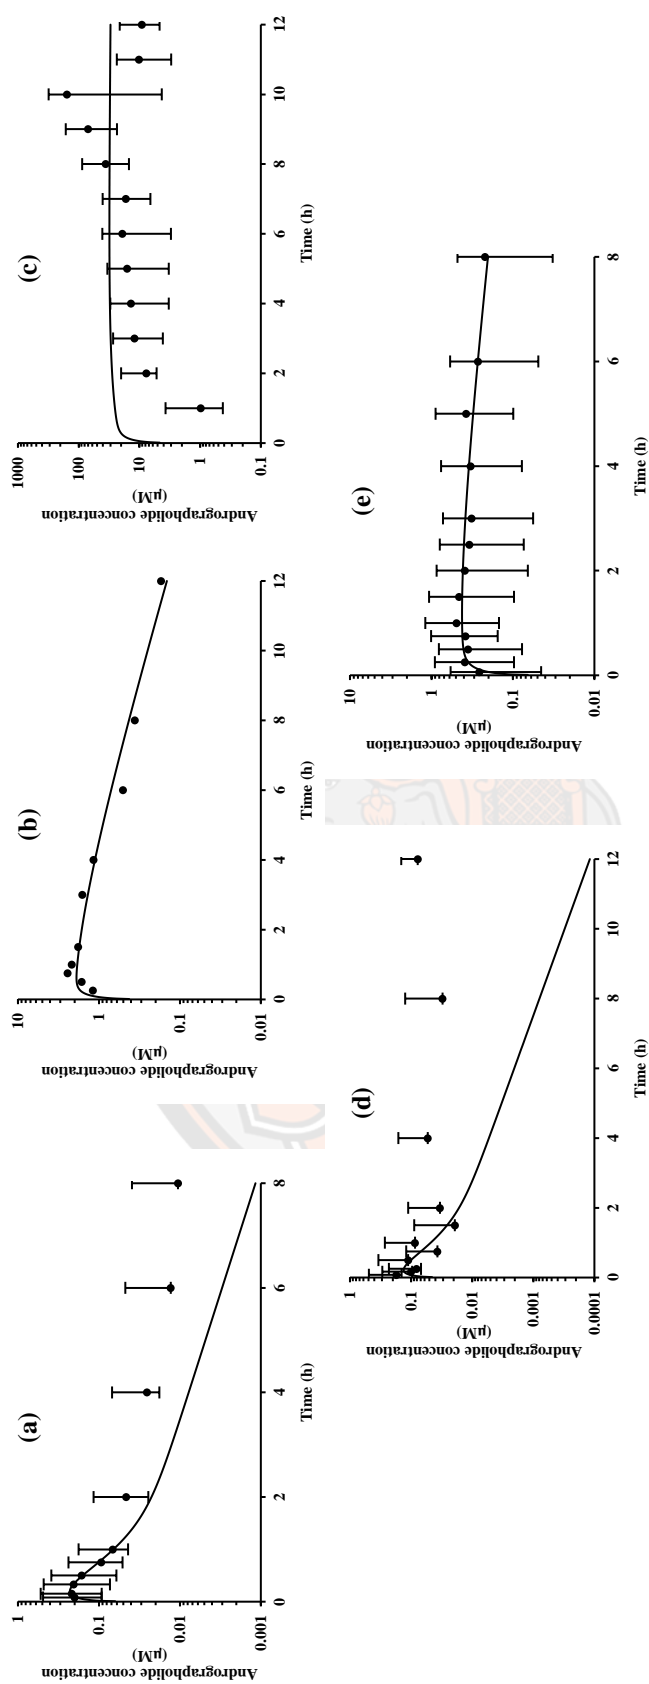 (a)
Andrographolide concentration
(µM)
1
0.1
0.01
0.001
0
2
4
6
8
Time (h)
(b)
Andrographolide concentration
(µM)
10
1
0.1
0.01
0
2
4
6
8
10
12
Time (h)
(c)
Andrographolide concentration
(µM)
1000
100
10
1
0.1
0
2
4
6
8
10
12
Time (h)
(d)
Andrographolide concentration
(µM)
1
0.1
0.01
0.001
0.0001
0
2
4
6
8
10
12
Time (h)
(e)
Andrographolide concentration
(µM)
10
1
0.1
0.01
0
2
4
6
8
Time (h)